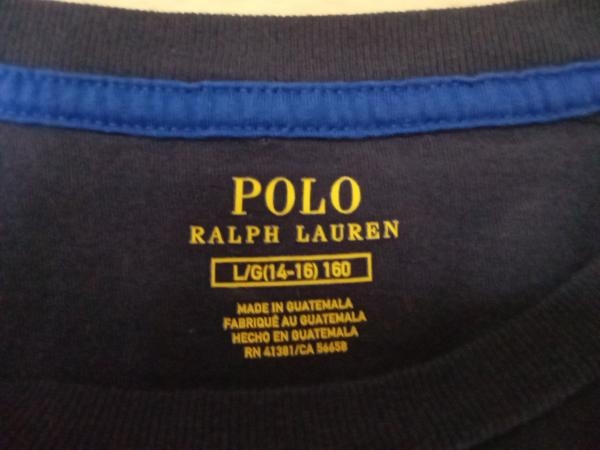 POLO
RALPH LAUREN
L/G(14-16) 160
MADE IN GUATEMALA
FABRIQUÉ AU GUATEMALA
HECHO EN GUATEMALA
RN 41381/CA 56658